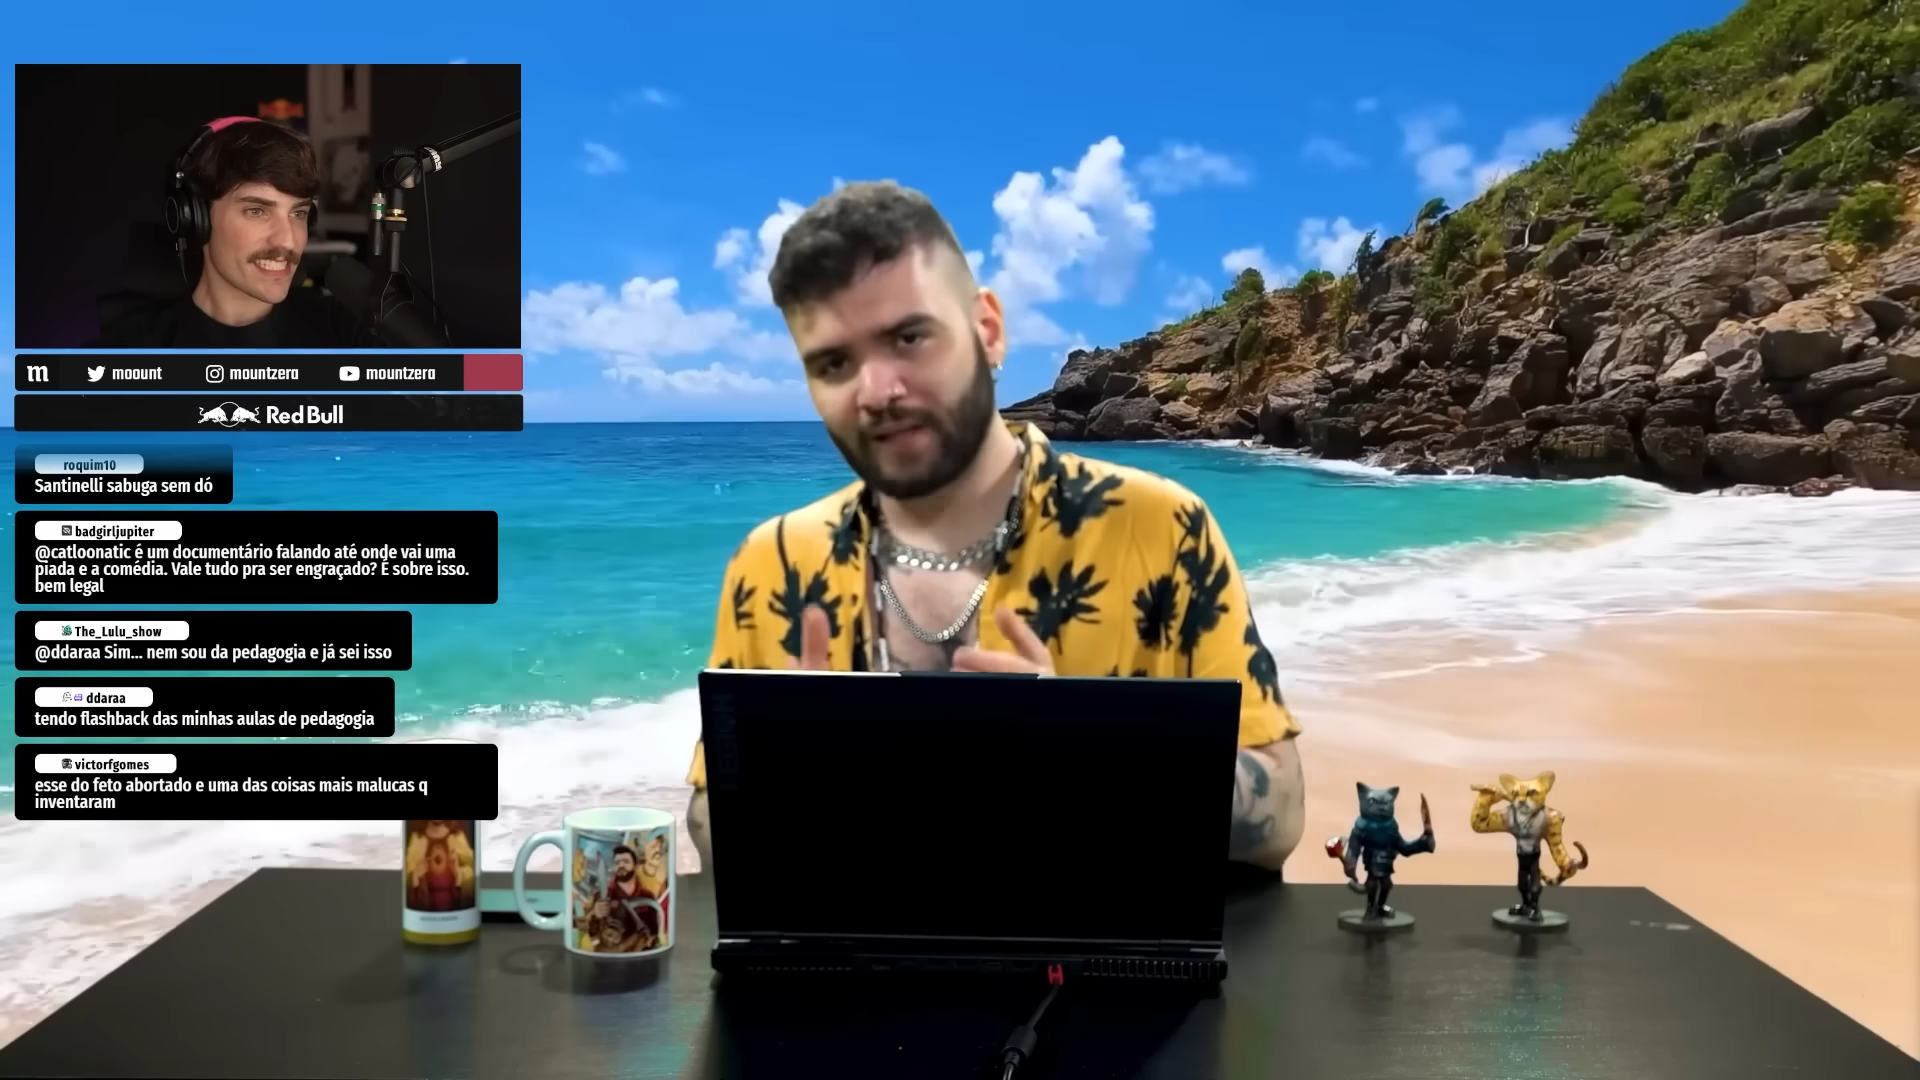 m moount mountzera mountzera
Red Bull
roquim10
Santinelli sabuga sem dó
badgirljupiter
@catloonatic é um documentário falando até onde vai uma
piada e a comédia. Vale tudo pra ser engraçado? É sobre isso.
bem legal
The_Lulu_show
@ddaraa Sim... nem sou da pedagogia e já sei isso
ddaraa
tendo flashback das minhas aulas de pedagogia
victorfgomes
esse do feto abortado e uma das coisas mais malucas q
inventaram
LEGION